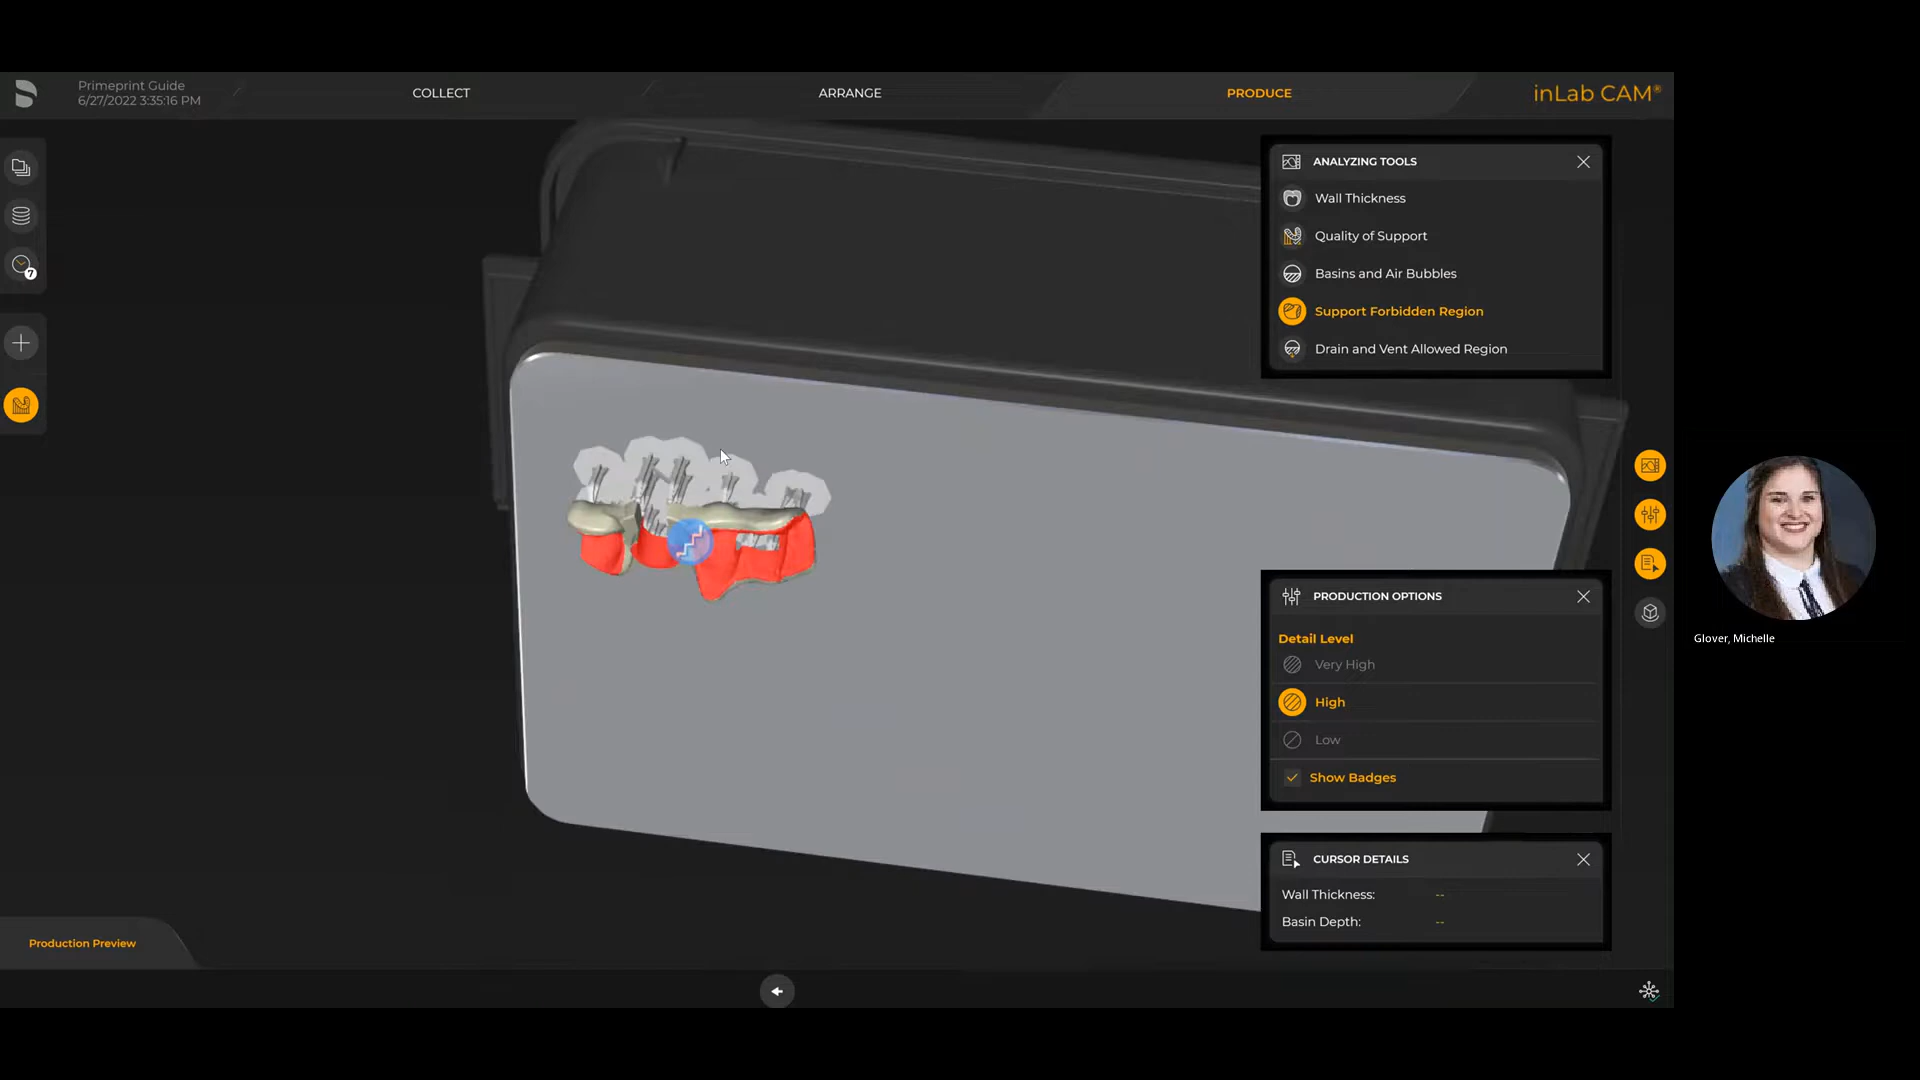 Primeprint Guide
6/27/2022 3:35:16 PM
COLLECT
ARRANGE
PRODUCE
inLab CAM®
7
ANALYZING TOOLS
Wall Thickness
Quality of Support
Basins and Air Bubbles
Support Forbidden Region
Drain and Vent Allowed Region
PRODUCTION OPTIONS
Detail Level
Very High
High
Low
Show Badges
CURSOR DETAILS
Wall Thickness: --
Basin Depth: --
Glover, Michelle
Production Preview